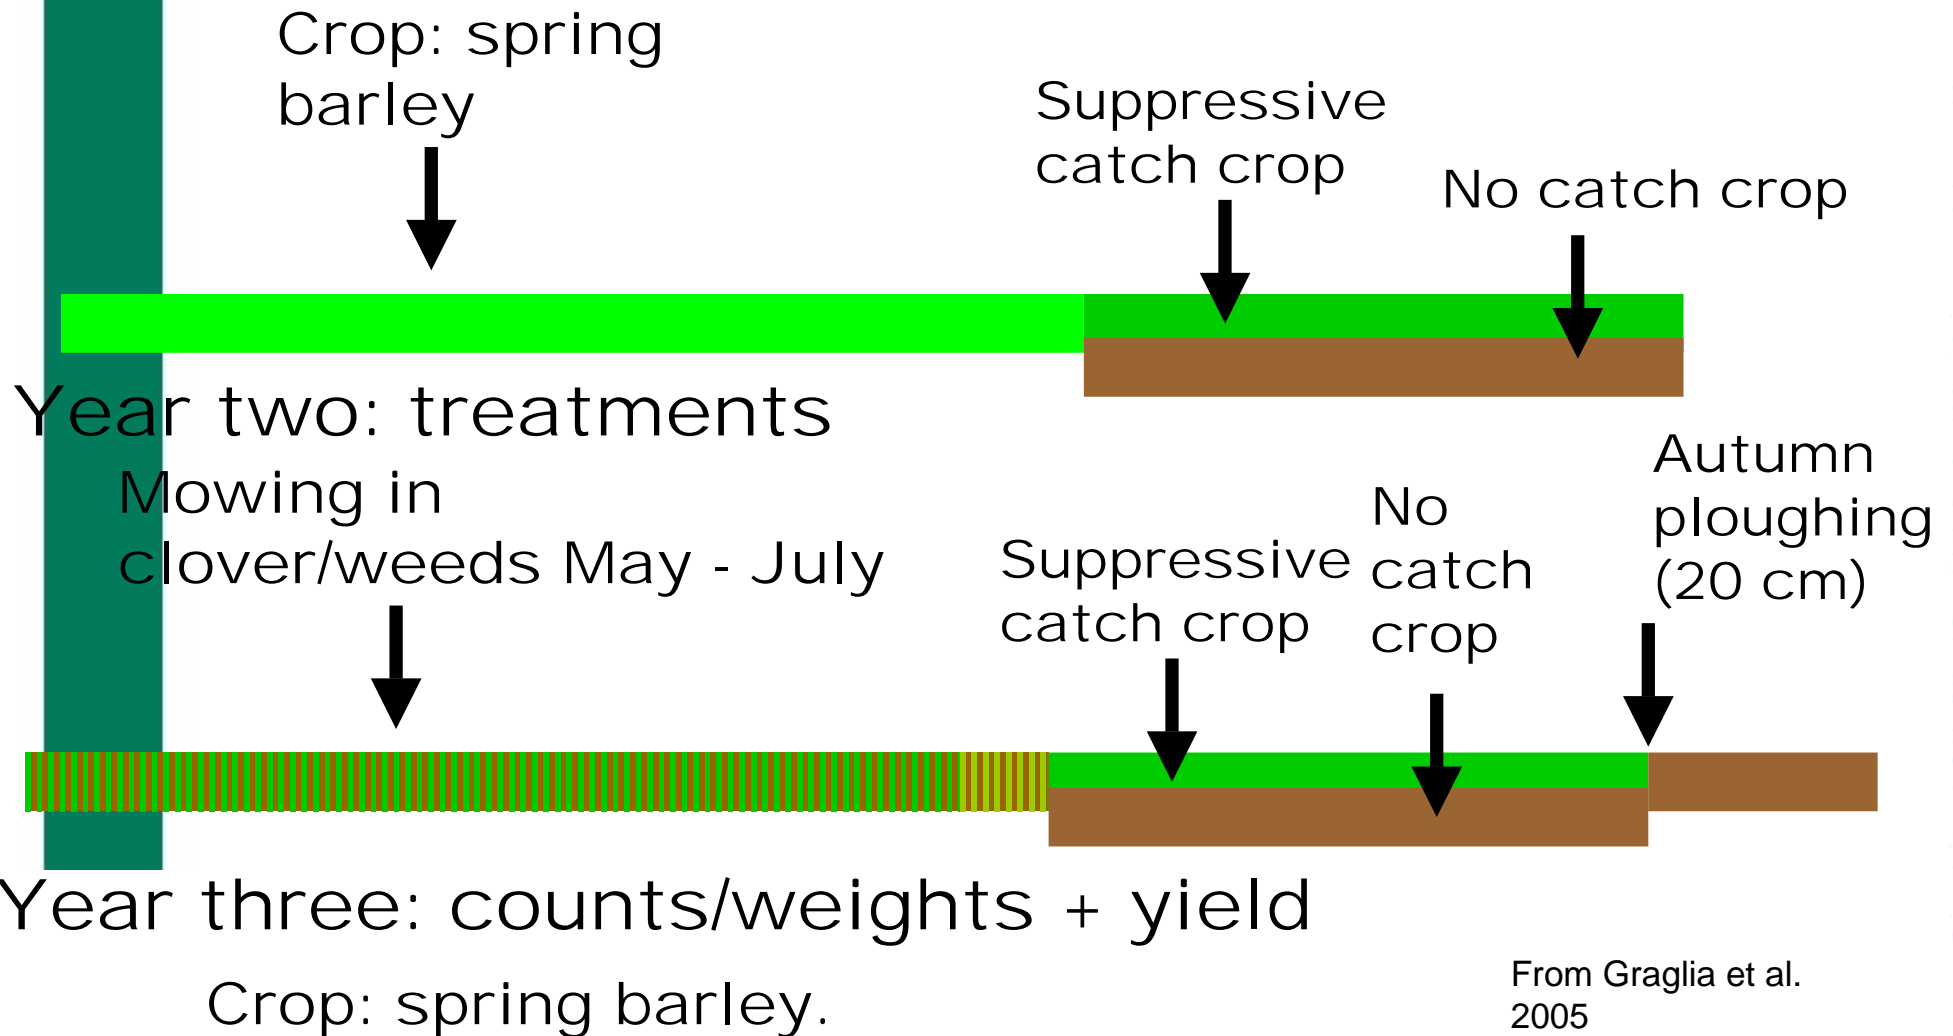 Crop: spring
barley
Suppressive
catch crop
No catch crop
Year two: treatments
Mowing in
clover/weeds May - July
Suppressive
catch crop
No
catch
crop
Autumn
ploughing
(20 cm)
Year three: counts/weights + yield
Crop: spring barley.
From Graglia et al.
2005